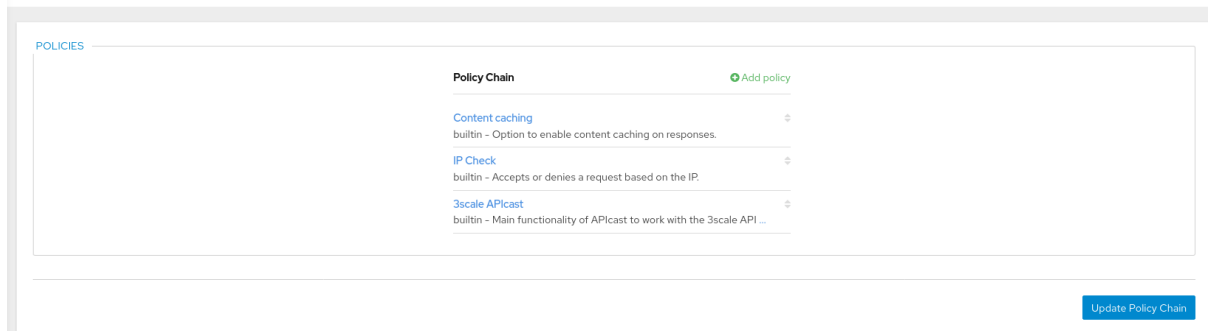 POLICIES
Policy Chain
Add policy
Content caching
builtin - Option to enable content caching on responses.
IP Check
builtin - Accepts or denies a request based on the IP.
3scale APIcast
builtin - Main functionality of APIcast to work with the 3scale API ...
Update Policy Chain